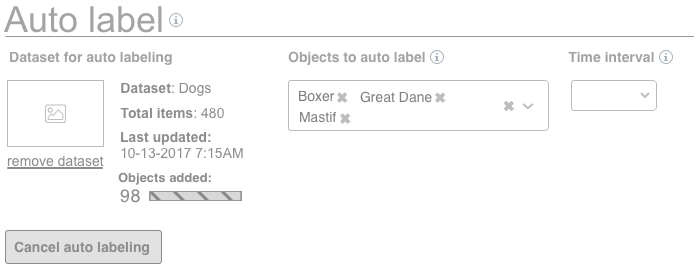 Auto label
Dataset for auto labeling
Objects to auto label
Time interval
Dataset: Dogs
Total items: 480
Last updated:
10-13-2017 7:15AM
Objects added:
98
remove dataset
Boxer Great Dane
Mastif
Cancel auto labeling